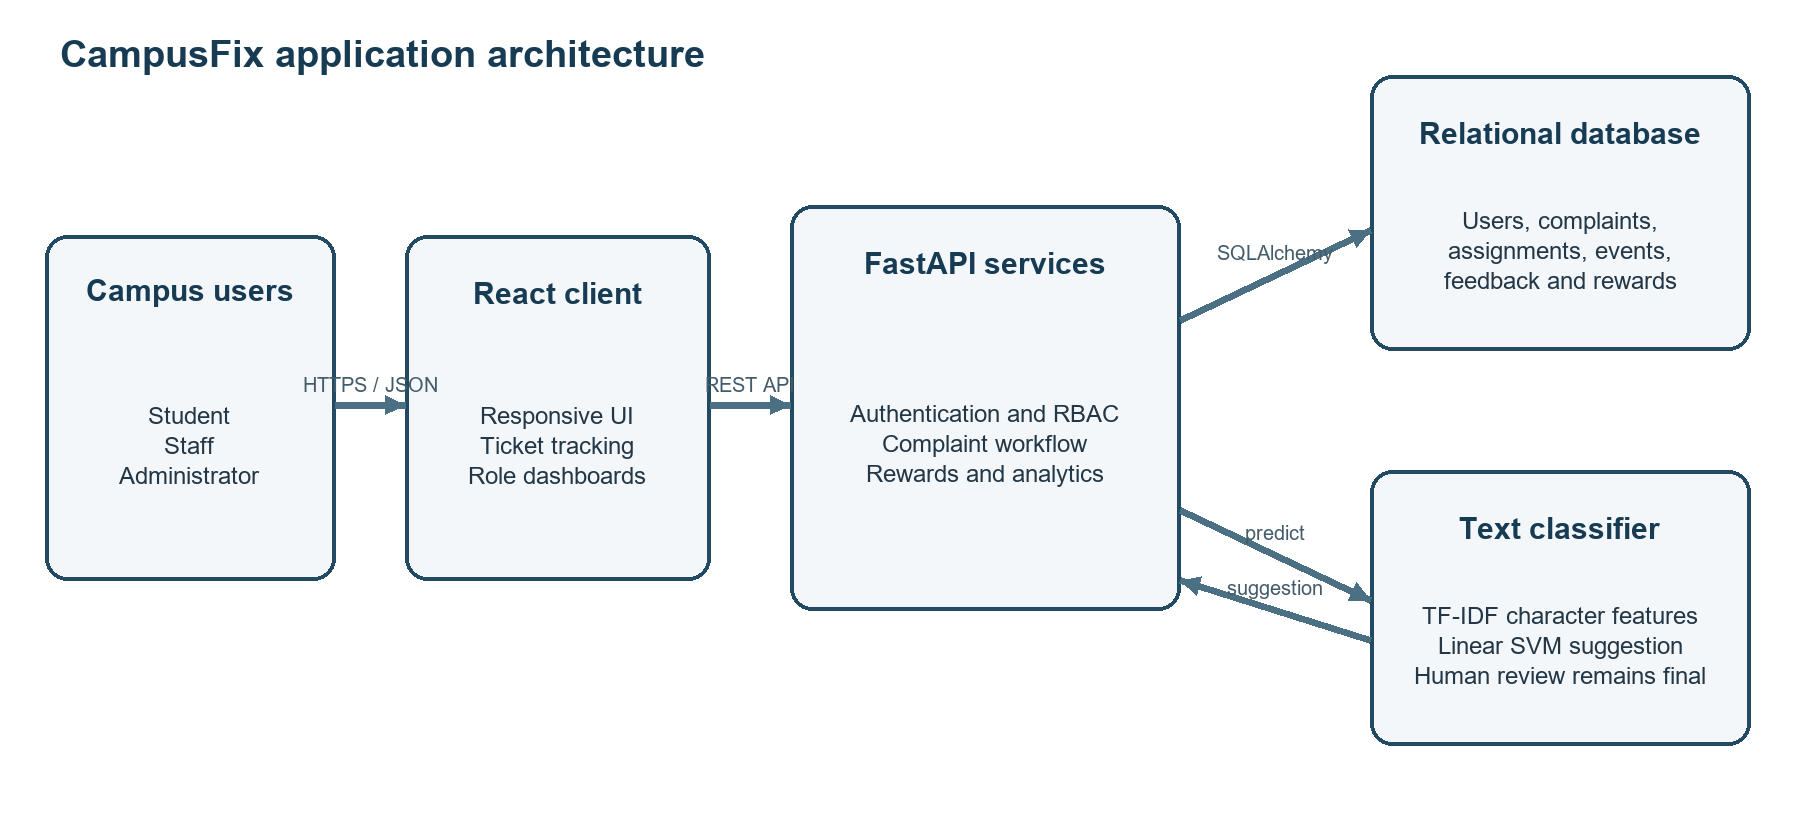 CampusFix application architecture
Campus users
Student
Staff
Administrator
HTTPS / JSON
React client
Responsive UI
Ticket tracking
Role dashboards
REST AP
FastAPI services
Authentication and RBAC
Complaint workflow
Rewards and analytics
SQLAlchemy
Relational database
Users, complaints,
assignments, events,
feedback and rewards
predict
suggestion
Text classifier
TF-IDF character features
Linear SVM suggestion
Human review remains final